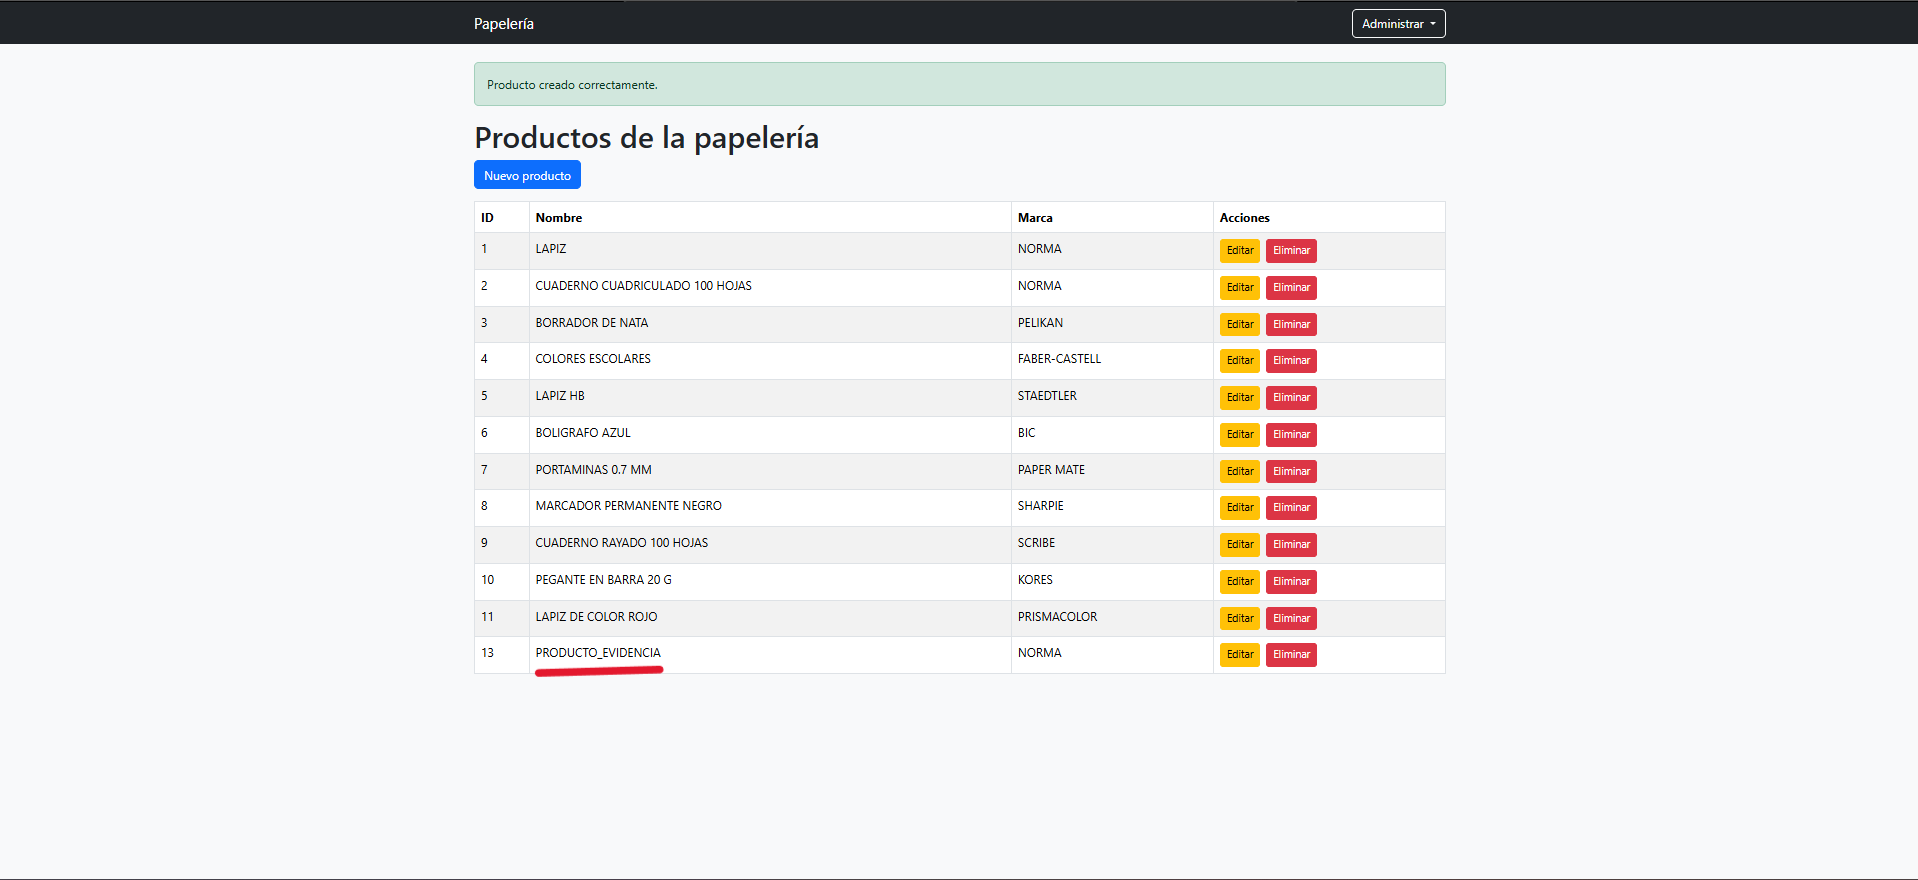 Papelería Administrar
Producto creado correctamente.
Productos de la papelería
Nuevo producto
ID Nombre Marca Acciones
1 LAPIZ NORMA Editar Eliminar
2 CUADERNO CUADRICULADO 100 HOJAS NORMA Editar Eliminar
3 BORRADOR DE NATA PELIKAN Editar Eliminar
4 COLORES ESCOLARES FABER-CASTELL Editar Eliminar
5 LAPIZ HB STAEDTLER Editar Eliminar
6 BOLIGRAFO AZUL BIC Editar Eliminar
7 PORTAMINAS 0.7 MM PAPER MATE Editar Eliminar
8 MARCADOR PERMANENTE NEGRO SHARPIE Editar Eliminar
9 CUADERNO RAYADO 100 HOJAS SCRIBE Editar Eliminar
10 PEGANTE EN BARRA 20 G KORES Editar Eliminar
11 LAPIZ DE COLOR ROJO PRISMACOLOR Editar Eliminar
13 PRODUCTO_EVIDENCIA NORMA Editar Eliminar